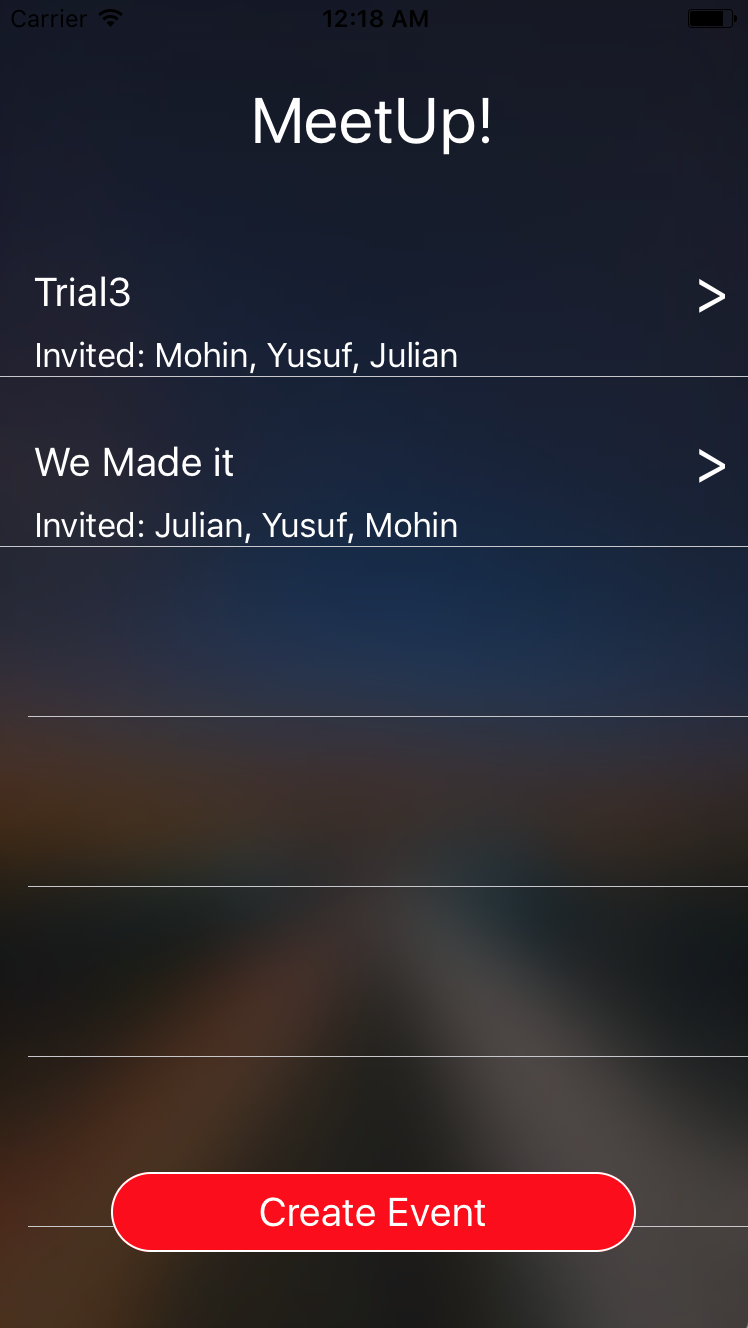 Carrier 12:18 AM
MeetUp!
Trial3 >
Invited: Mohin, Yusuf, Julian
We Made it >
Invited: Julian, Yusuf, Mohin
Create Event